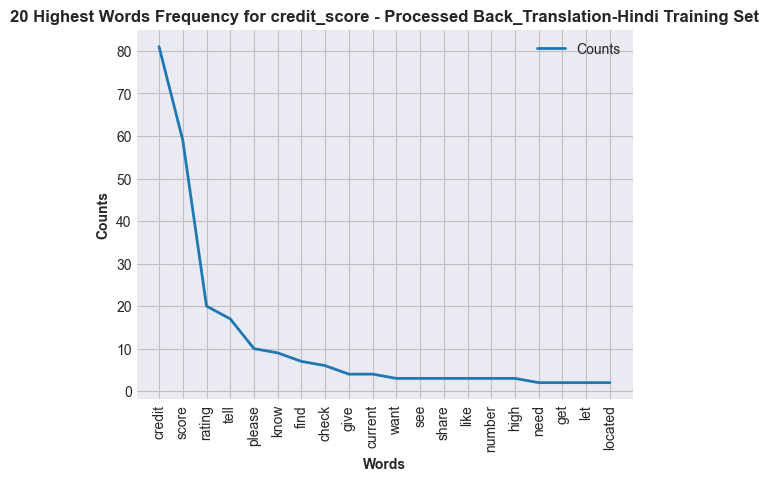 20 Highest Words Frequency for credit_score - Processed Back_Translation-Hindi Training Set
Counts
80
70
60
50
40
30
20
10
0
Counts
credit
score
rating
tell
please
know
find
check
give
current
want
see
share
like
number
high
need
get
let
located
Words